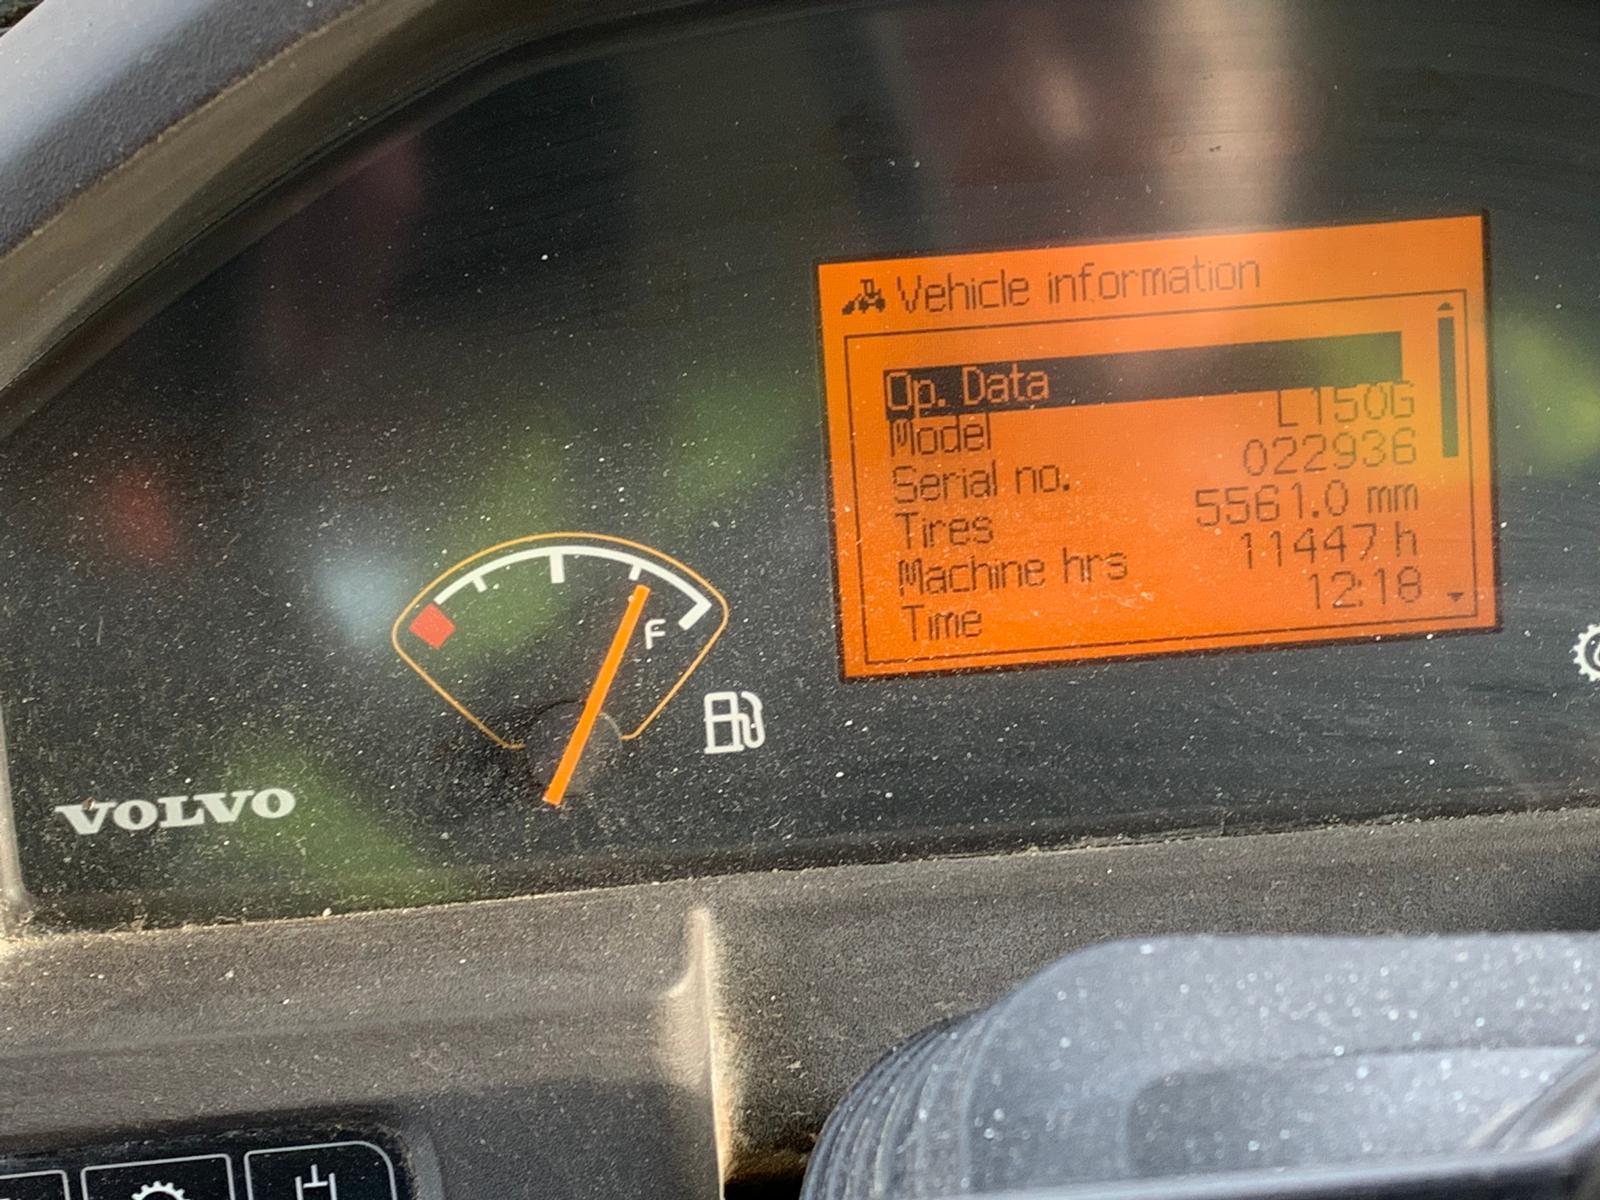 Vehicle information
Op. Data
Model L150G
Serial no. 022936
Tires 5561.0 mm
Machine hrs 11447 h
Time 12:18
F
VOLVO